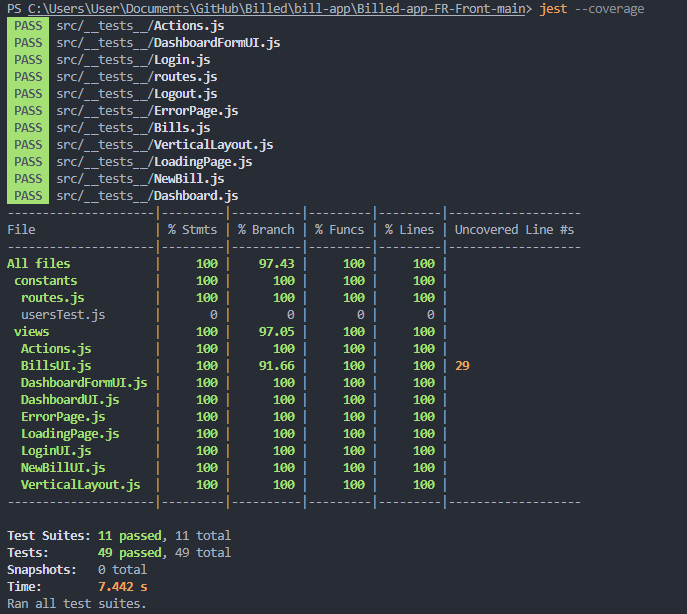 PS C:\Users\User\Documents\GitHub\Billed\bill-app\Billed-app-FR-Front-main> jest --coverage
PASS src/__tests__/Actions.js
PASS src/__tests__/DashboardFormUI.js
PASS src/__tests__/Login.js
PASS src/__tests__/routes.js
PASS src/__tests__/Logout.js
PASS src/__tests__/ErrorPage.js
PASS src/__tests__/Bills.js
PASS src/__tests__/VerticalLayout.js
PASS src/__tests__/LoadingPage.js
PASS src/__tests__/NewBill.js
PASS src/__tests__/Dashboard.js
---------------------|---------|----------|---------|---------|-------------------
File                 | % Stmts | % Branch | % Funcs | % Lines | Uncovered Line #s
---------------------|---------|----------|---------|---------|-------------------
All files            |     100 |    97.43 |     100 |     100 |
 constants           |     100 |      100 |     100 |     100 |
  routes.js          |     100 |      100 |     100 |     100 |
  usersTest.js       |       0 |        0 |       0 |       0 |
 views               |     100 |    97.05 |     100 |     100 |
  Actions.js         |     100 |      100 |     100 |     100 |
  BillsUI.js         |     100 |    91.66 |     100 |     100 | 29
  DashboardFormUI.js |     100 |      100 |     100 |     100 |
  DashboardUI.js     |     100 |      100 |     100 |     100 |
  ErrorPage.js       |     100 |      100 |     100 |     100 |
  LoadingPage.js     |     100 |      100 |     100 |     100 |
  LoginUI.js         |     100 |      100 |     100 |     100 |
  NewBillUI.js       |     100 |      100 |     100 |     100 |
  VerticalLayout.js  |     100 |      100 |     100 |     100 |
---------------------|---------|----------|---------|---------|-------------------
Test Suites: 11 passed, 11 total
Tests:       49 passed, 49 total
Snapshots:   0 total
Time:        7.442 s
Ran all test suites.